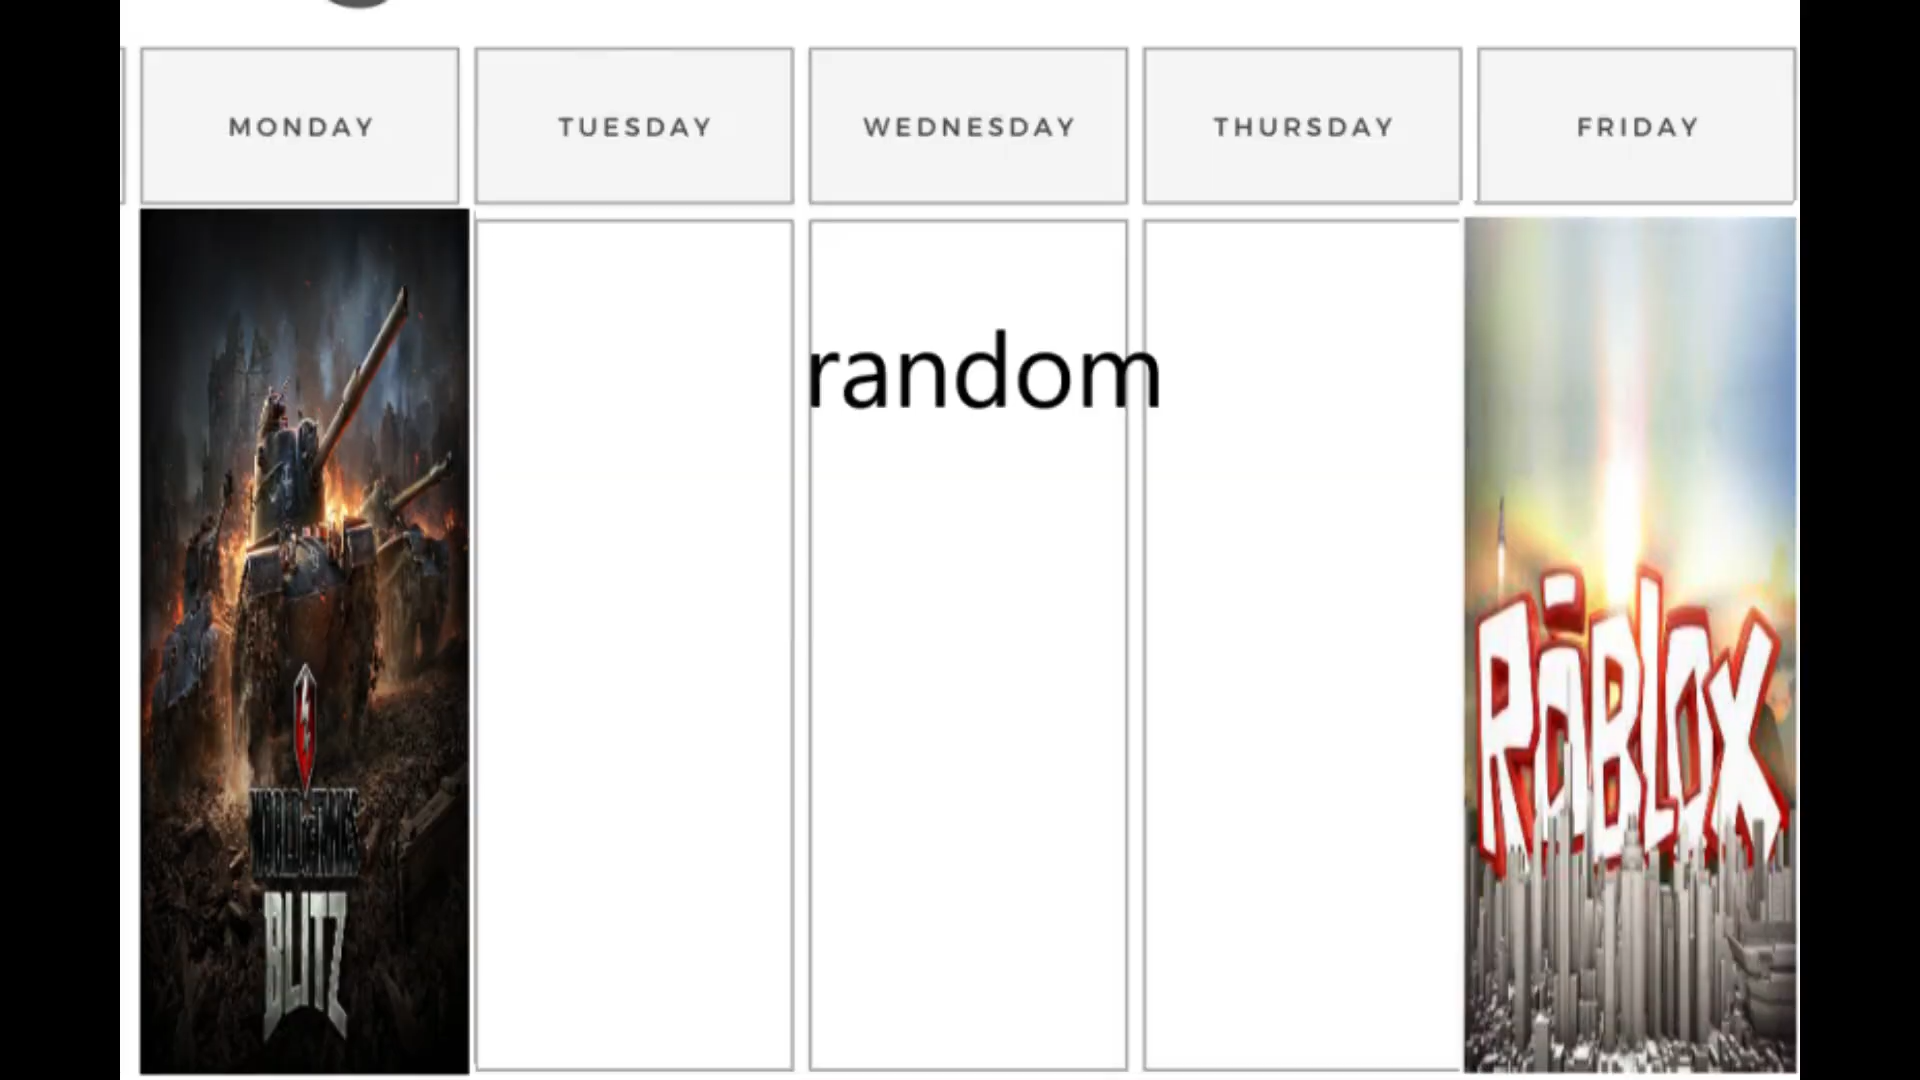 MONDAY TUESDAY WEDNESDAY THURSDAY FRIDAY
random
ROBLOX
WORLD OF TANKS
BLITZ